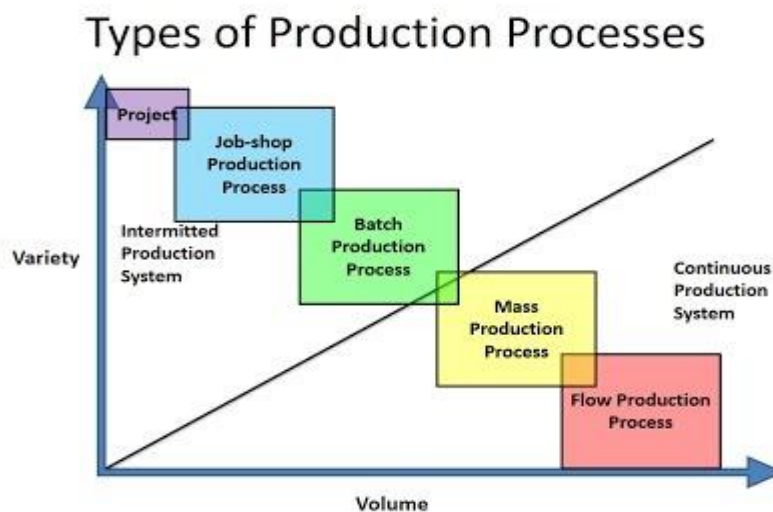 Types of Production Processes
Project
Job-shop
Production
Process
Intermitted
Production
System
Variety
Batch
Production
Process
Continuous
Production
System
Mass
Production
Process
Flow Production
Process
Volume